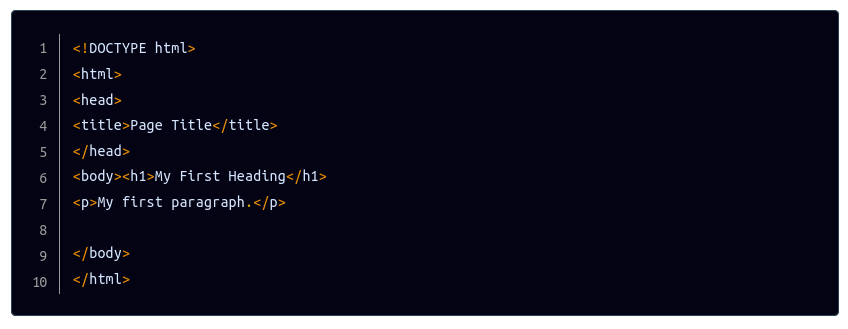 1 <!DOCTYPE html>
2 <html>
3 <head>
4 <title>Page Title</title>
5 </head>
6 <body><h1>My First Heading</h1>
7 <p>My first paragraph.</p>
8
9 </body>
10 </html>